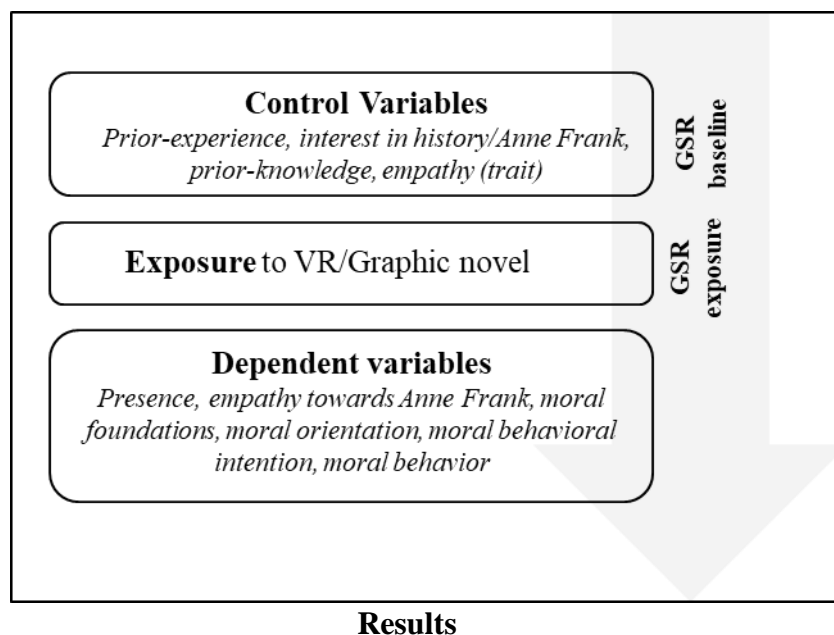 Control Variables
Prior-experience, interest in history/Anne Frank,
prior-knowledge, empathy (trait)
GSR
baseline
Exposure to VR/Graphic novel
GSR
exposure
Dependent variables
Presence, empathy towards Anne Frank, moral
foundations, moral orientation, moral behavioral
intention, moral behavior
Results